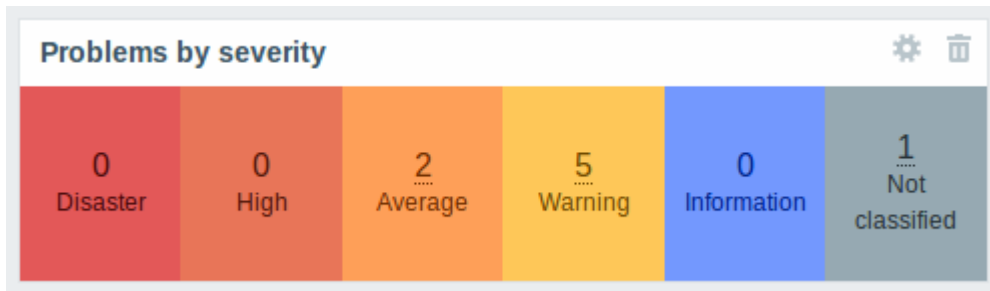 Problems by severity
0
Disaster
0
High
2
Average
5
Warning
0
Information
1
Not
classified